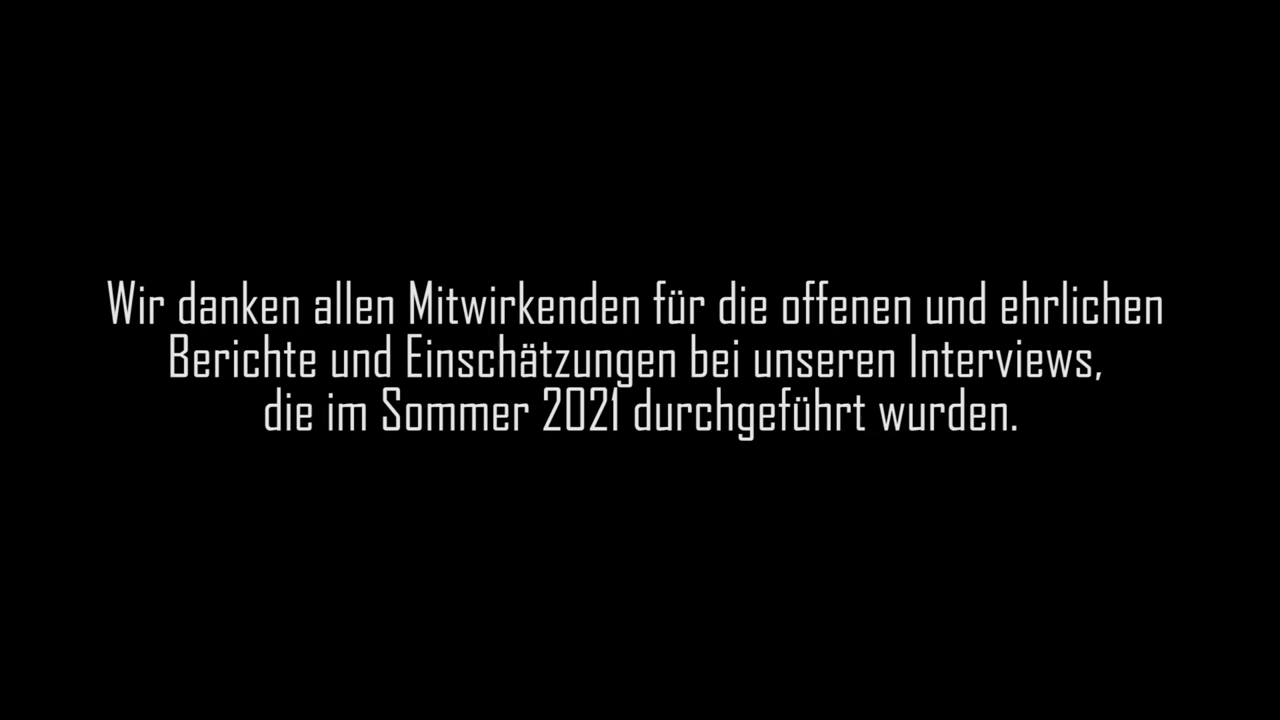 Wir danken allen Mitwirkenden für die offenen und ehrlichen
Berichte und Einschätzungen bei unseren Interviews,
die im Sommer 2021 durchgeführt wurden.